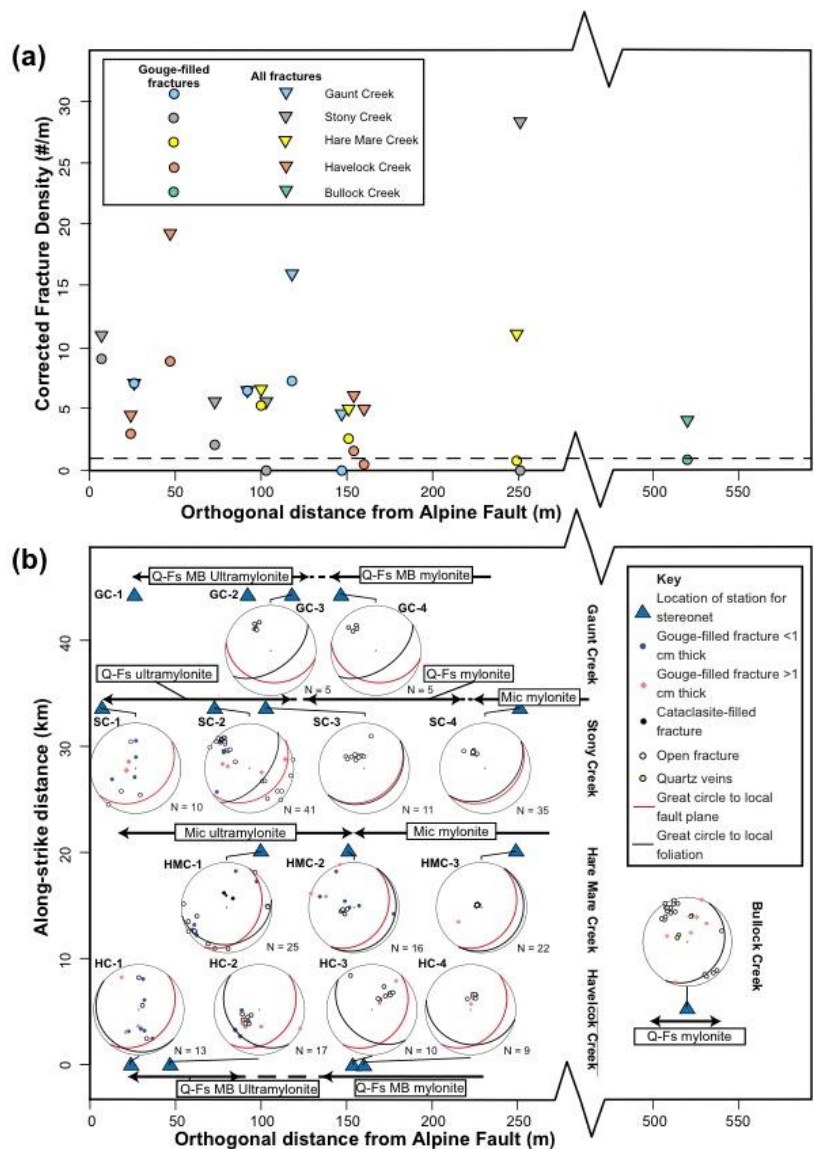 (a)
Gouge-filled fractures
All fractures
Gaunt Creek
Stony Creek
Hare Mare Creek
Havelock Creek
Bullock Creek
Corrected Fracture Density (#/m)
30
25
20
15
10
5
0
0 50 100 150 200 250 500 550
Orthogonal distance from Alpine Fault (m)
(b)
Q-Fs MB Ultramylonite
Q-Fs MB mylonite
GC-1
GC-2
GC-3
GC-4
N = 5
N = 5
Gaunt Creek
Q-Fs ultramylonite
Q-Fs mylonite
Mic mylonite
SC-1
SC-2
SC-3
SC-4
N = 10
N = 41
N = 11
N = 35
Stony Creek
Mic ultramylonite
Mic mylonite
HMC-1
HMC-2
HMC-3
N = 25
N = 16
N = 22
Hare Mare Creek
HC-1
HC-2
HC-3
HC-4
N = 13
N = 17
N = 10
N = 9
Havelcok Creek
Q-Fs MB Ultramylonite
Q-Fs MB mylonite
Key
Location of station for
stereonet
Gouge-filled fracture <1
cm thick
Gouge-filled fracture >1
cm thick
Cataclasite-filled
fracture
Open fracture
Quartz veins
Great circle to local
fault plane
Great circle to local
foliation
Bullock Creek
Q-Fs mylonite
Along-strike distance (km)
40
30
20
10
0
0 50 100 150 200 250 500 550
Orthogonal distance from Alpine Fault (m)